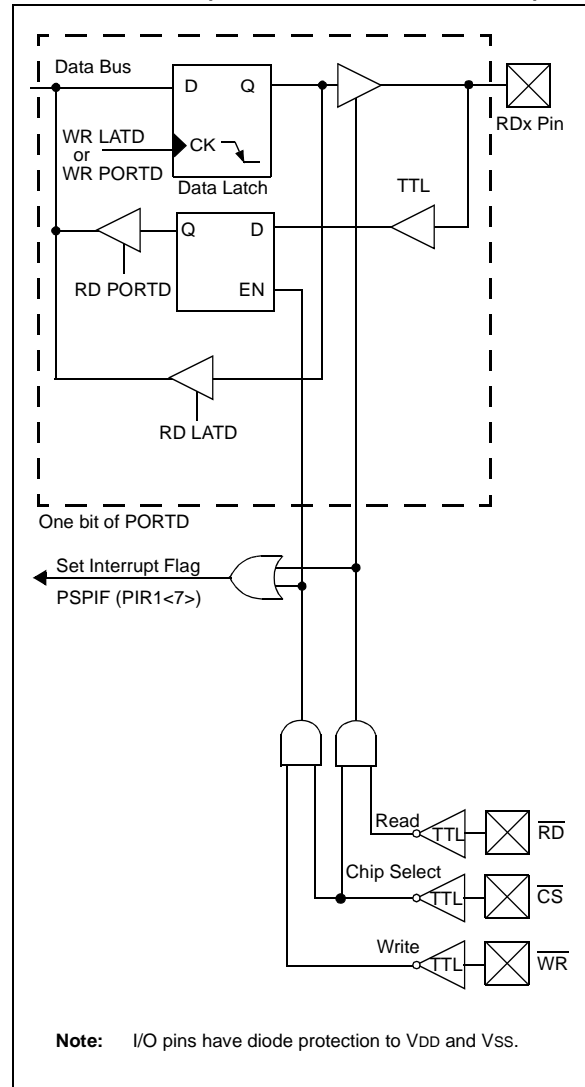 Data Bus
D Q
RDx Pin
WR LATD
or
WR PORTD
CK
Data Latch
TTL
Q D
RD PORTD
EN
RD LATD
One bit of PORTD
Set Interrupt Flag
PSPIF (PIR1<7>)
Read
TTL
RD
Chip Select
TTL
CS
Write
TTL
WR
Note: I/O pins have diode protection to VDD and VSS.